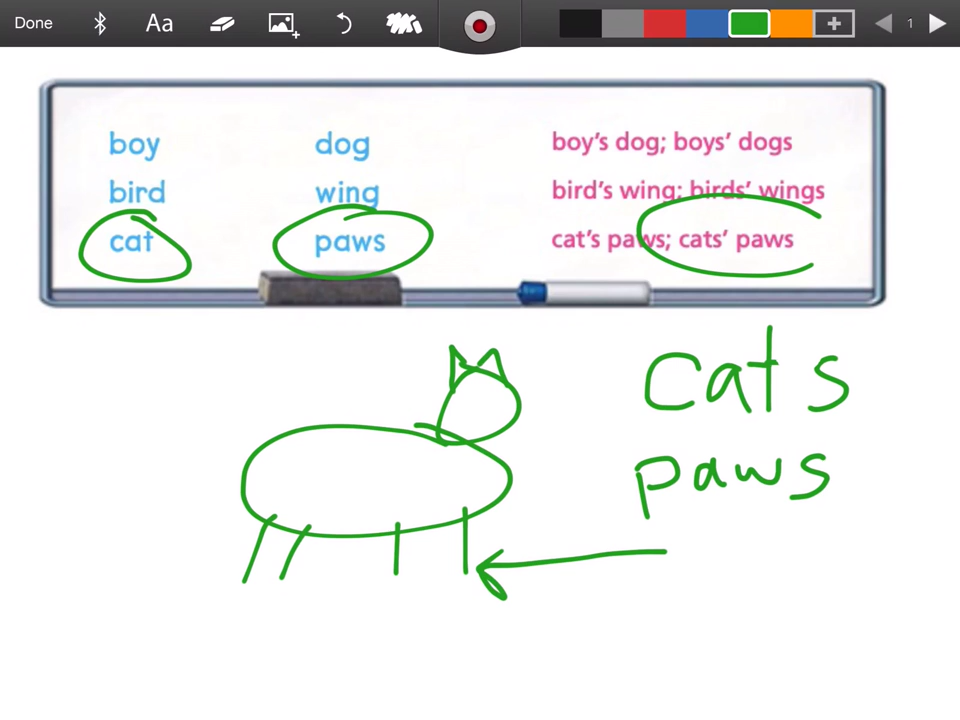 Done Aa 1
boy dog boy's dog; boys' dogs
bird wing bird's wing; birds' wings
cat paws cat's paws; cats' paws
cats
paws